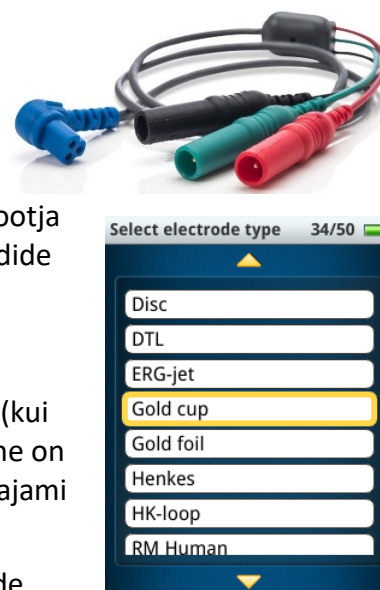 ootja
dide
(kui
ne on
ajami
de
Select electrode type 34/50
Disc
DTL
ERG-jet
Gold cup
Gold foil
Henkes
HK-loop
RM Human